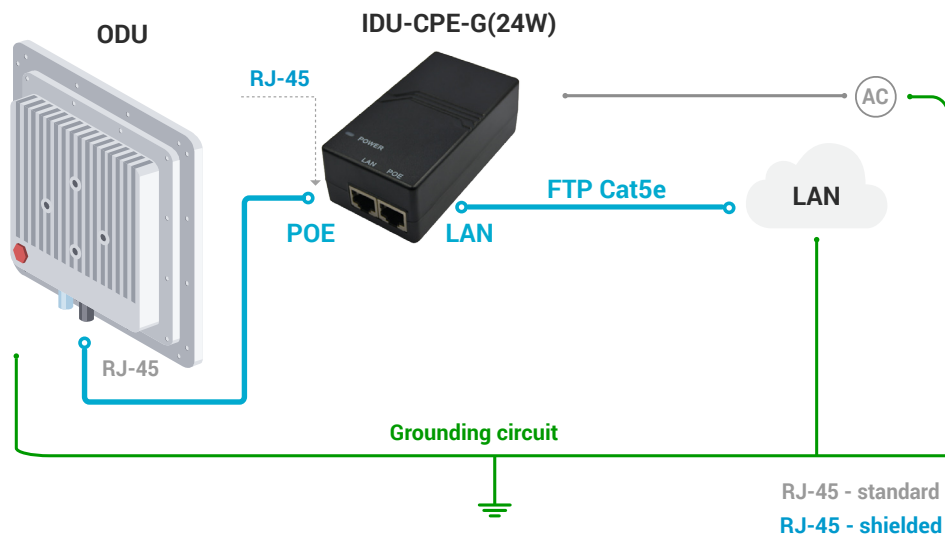 ODU
IDU-CPE-G(24W)
RJ-45
AC
POWER
LAN
POE
FTP Cat5e
LAN
POE
LAN
RJ-45
Grounding circuit
RJ-45 - standard
RJ-45 - shielded